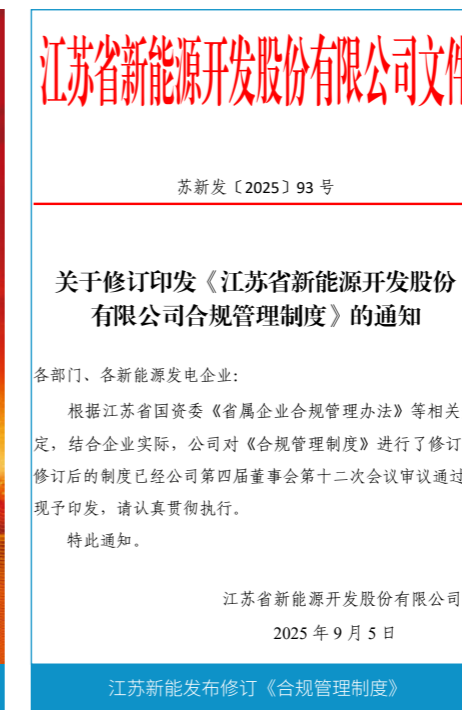 江苏省新能源开发股份有限公司文件
苏新发〔2025〕93 号
关于修订印发《江苏省新能源开发股份
有限公司合规管理制度》的通知
各部门、各新能源发电企业：
根据江苏省国资委《省属企业合规管理办法》等相关
定，结合企业实际，公司对《合规管理制度》进行了修订
修订后的制度已经公司第四届董事会第十二次会议审议通过
现予印发，请认真贯彻执行。
特此通知。
江苏省新能源开发股份有限公司
2025 年 9 月 5 日
江苏新能发布修订《合规管理制度》